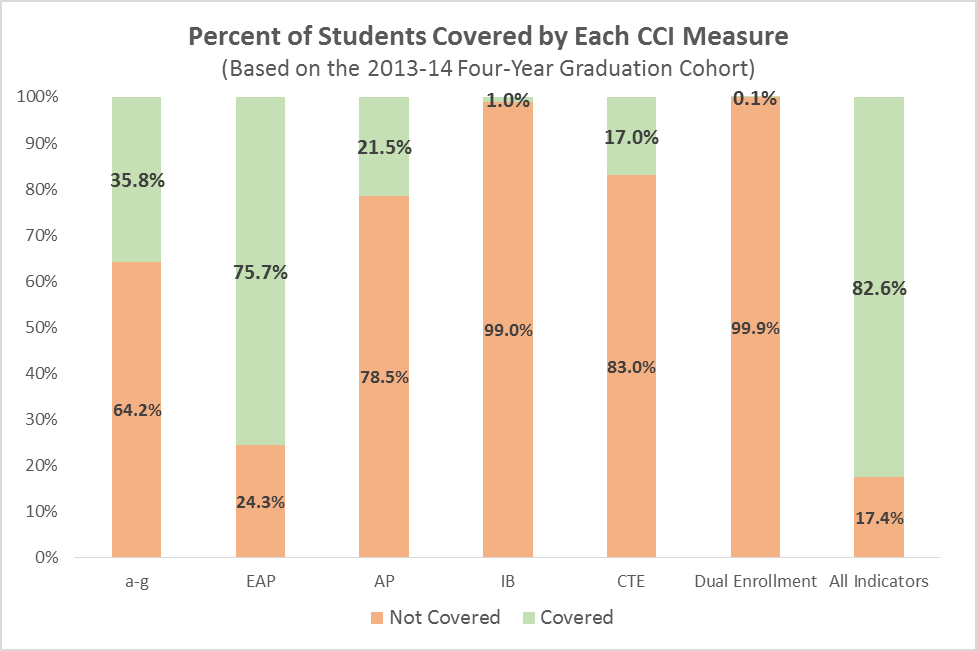 Percent of Students Covered by Each CCI Measure
(Based on the 2013-14 Four-Year Graduation Cohort)
100%
90%
80%
70%
60%
50%
40%
30%
20%
10%
0%
35.8%
64.2%
75.7%
24.3%
21.5%
78.5%
1.0%
99.0%
17.0%
83.0%
0.1%
99.9%
82.6%
17.4%
a-g
EAP
AP
IB
CTE
Dual Enrollment
All Indicators
Not Covered
Covered